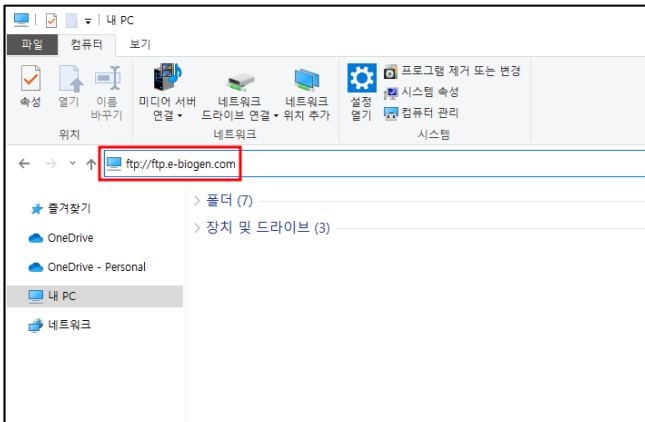 내 PC
파일 컴퓨터 보기
속성 열기 이름 바꾸기 미디어 서버 연결 네트워크 드라이브 연결 네트워크 위치 추가 설정 열기
프로그램 제거 또는 변경
시스템 속성
컴퓨터 관리
위치 네트워크 시스템
ftp://ftp.e-biogen.com
즐겨찾기
OneDrive
OneDrive - Personal
내 PC
네트워크
폴더 (7)
장치 및 드라이브 (3)